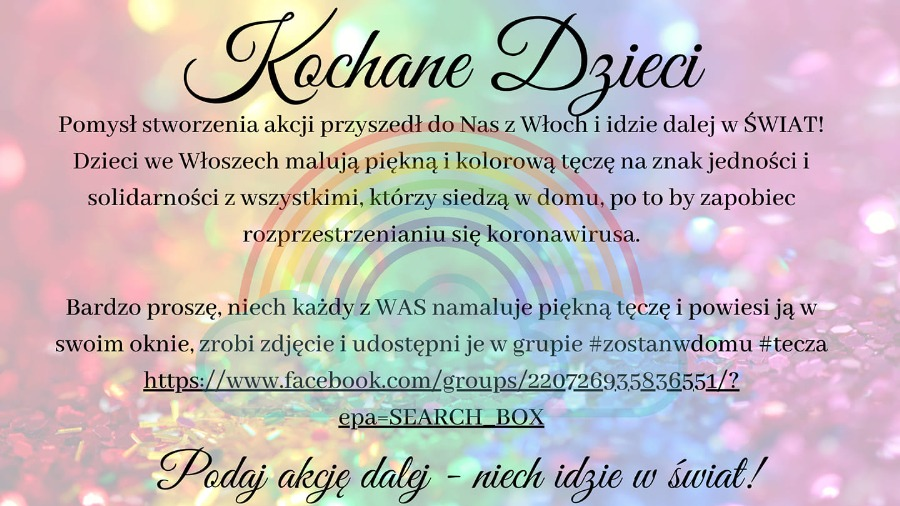 Kochane Dzieci
Pomysł stworzenia akcji przyszedł do Nas z Włoch i idzie dalej w ŚWIAT!
Dzieci we Włoszech malują piękną i kolorową tęczę na znak jedności i
solidarności z wszystkimi, którzy siedzą w domu, po to by zapobiec
rozprzestrzenianiu się koronawirusa.
Bardzo proszę, niech każdy z WAS namaluje piękną tęczę i powiesi ją w
swoim oknie, zrobi zdjęcie i udostępni je w grupie #zostanwdomu #tecza
https://www.facebook.com/groups/220726935836551/?
epa=SEARCH_BOX
Podaj akcję dalej - niech idzie w świat!